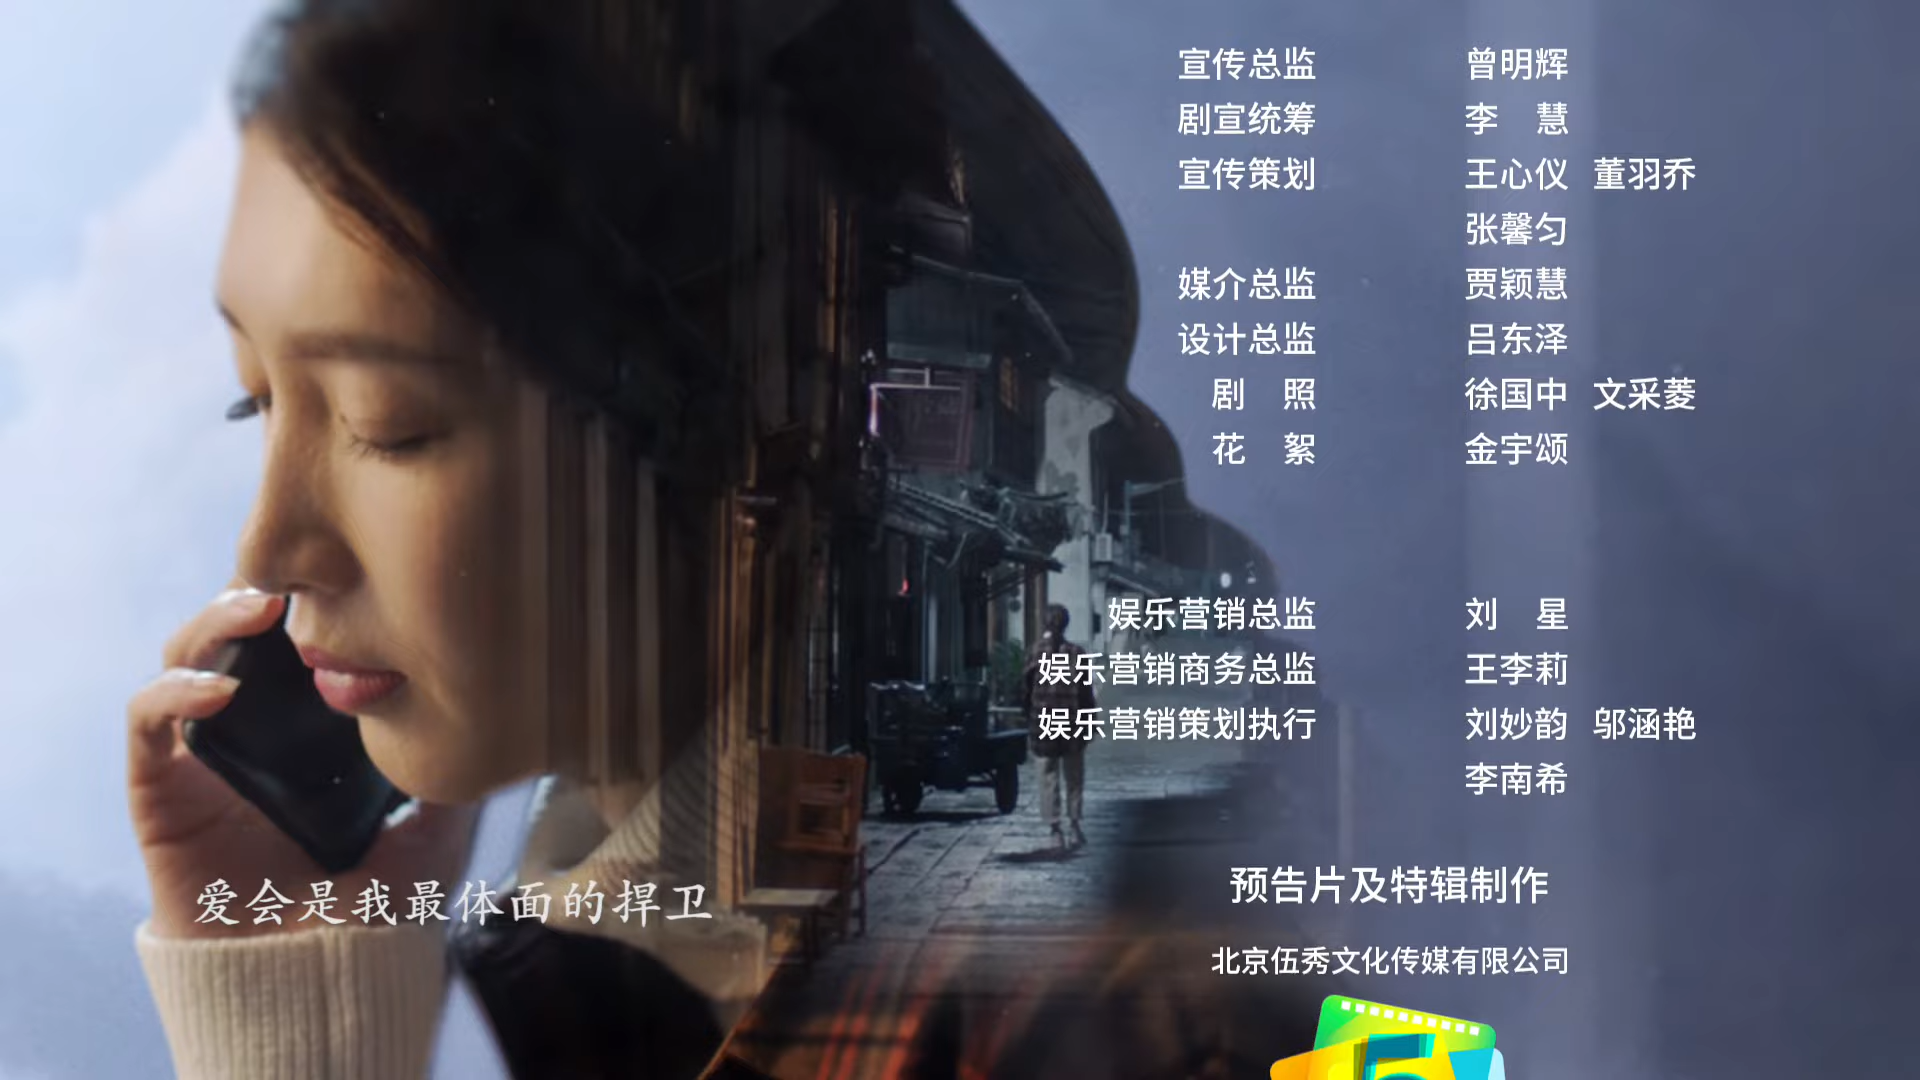 宣传总监 曾明辉
剧宣统筹 李 慧
宣传策划 王心仪 董羽乔
张馨匀
媒介总监 贾颖慧
设计总监 吕东泽
剧 照 徐国中 文采菱
花 絮 金宇颂
娱乐营销总监 刘 星
娱乐营销商务总监 王李莉
娱乐营销策划执行 刘妙韵 邬涵艳
李南希
预告片及特辑制作
爱会是我最体面的捍卫
北京伍秀文化传媒有限公司